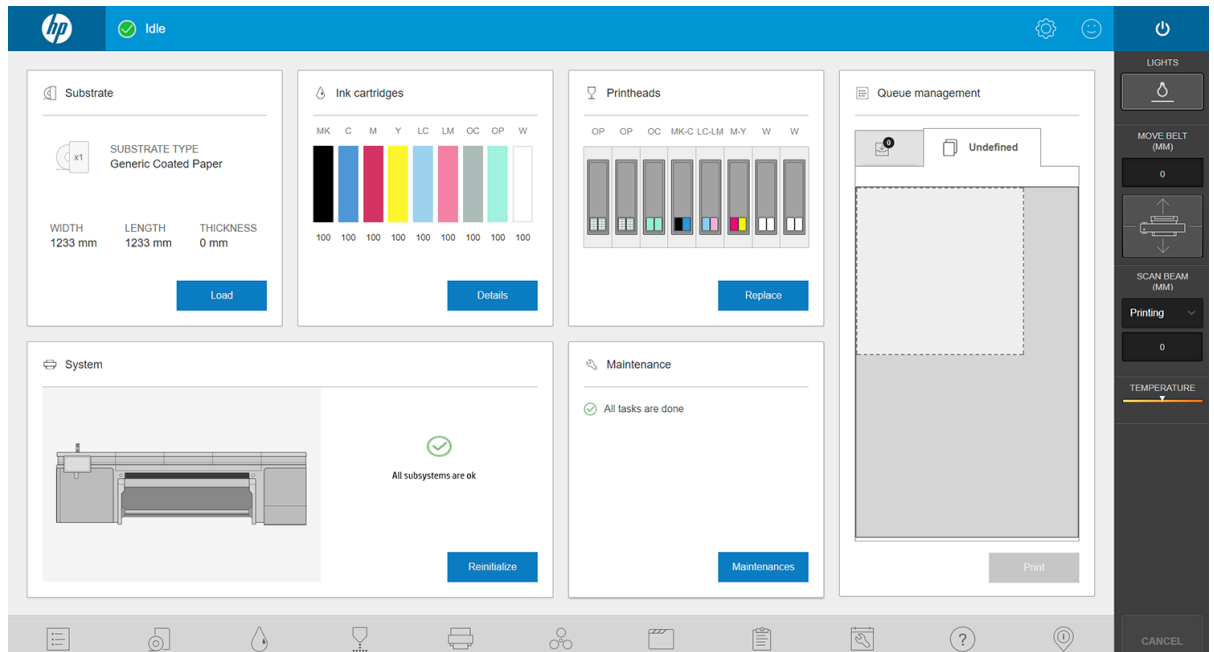 hp
Idle
LIGHTS
MOVE BELT
(MM)
0
SCAN BEAM
(MM)
Printing
0
TEMPERATURE
CANCEL
Substrate
x1
SUBSTRATE TYPE
Generic Coated Paper
WIDTH LENGTH THICKNESS
1233 mm 1233 mm 0 mm
Load
Ink cartridges
MK C M Y LC LM OC OP W
100 100 100 100 100 100 100 100 100
Details
Printheads
OP OP OC MK-C LC-LM M-Y W W
Replace
Queue management
0
Undefined
Print
System
All subsystems are ok
Reinitialize
Maintenance
All tasks are done
Maintenances
?